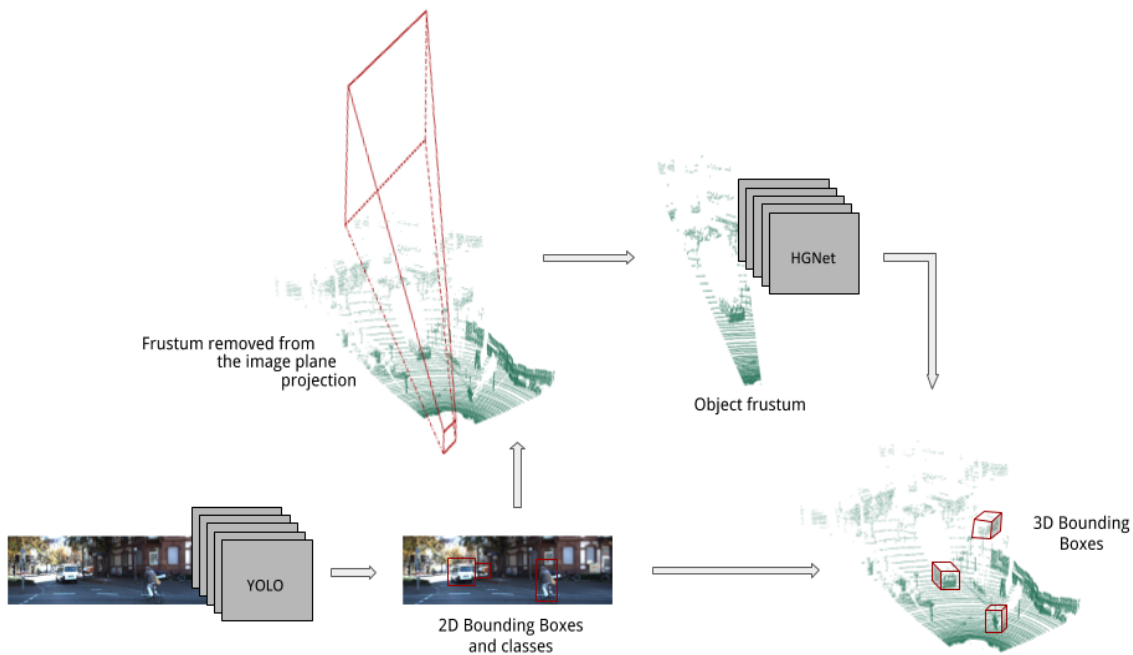 HGNet
Frustum removed from
the image plane
projection
Object frustum
3D Bounding
Boxes
YOLO
2D Bounding Boxes
and classes